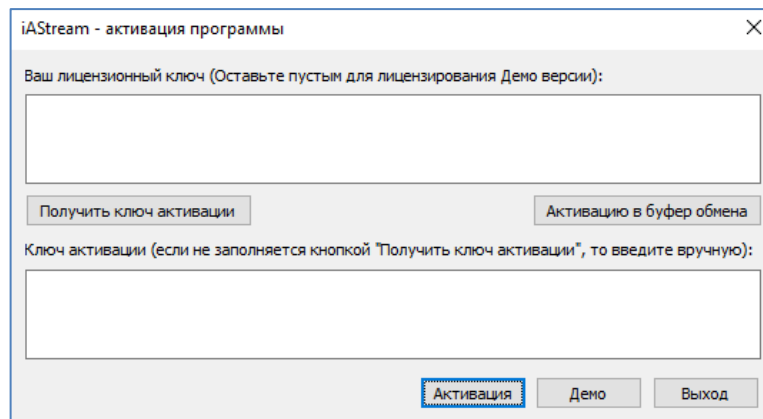 iAStream - активация программы
Ваш лицензионный ключ (Оставьте пустым для лицензирования Демо версии):
Получить ключ активации
Активацию в буфер обмена
Ключ активации (если не заполняется кнопкой "Получить ключ активации", то введите вручную):
Активация
Демо
Выход